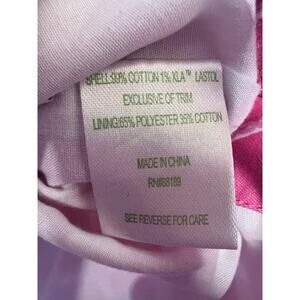 SHELL:99% COTTON 1% XLA™ LASTOL
EXCLUSIVE OF TRIM
LINING:65% POLYESTER 35% COTTON
MADE IN CHINA
RN#88189
SEE REVERSE FOR CARE